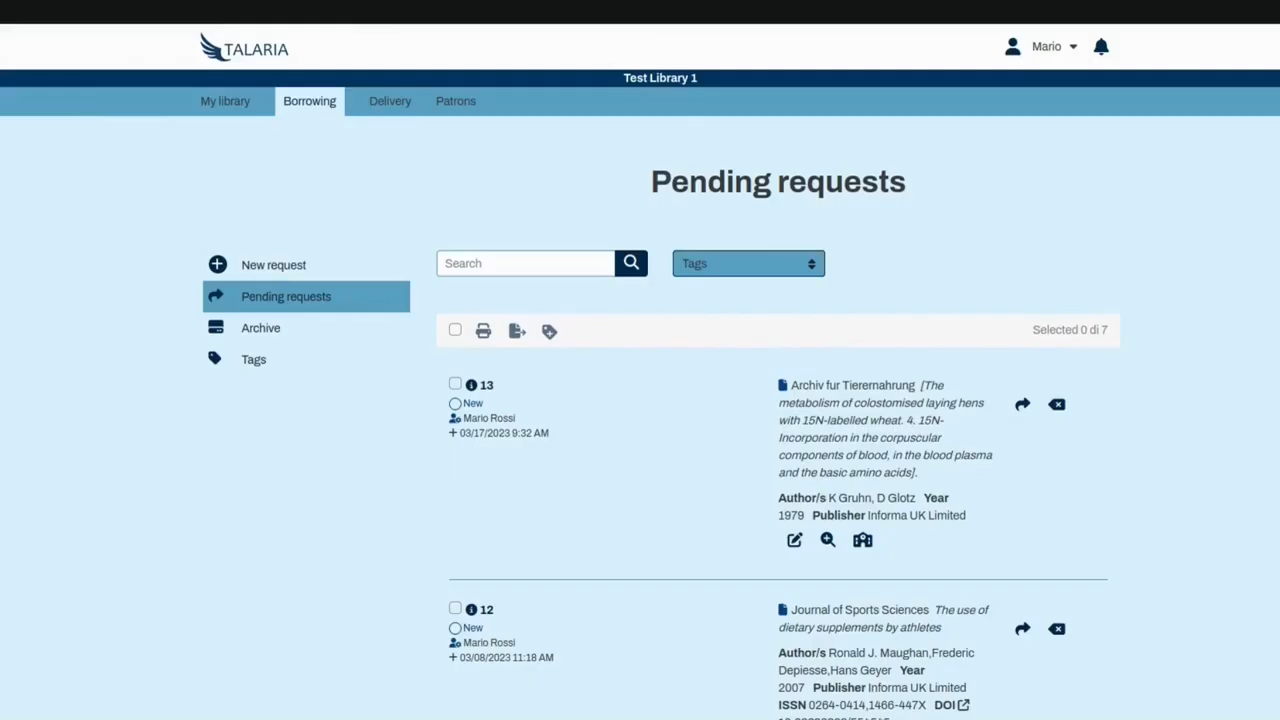 TALARIA
Mario
Test Library 1
My library
Borrowing
Delivery
Patrons
Pending requests
New request
Pending requests
Archive
Tags
Search
Tags
Selected 0 di 7
13
New
Mario Rossi
03/17/2023 9:32 AM
Archiv fur Tierernahrung [The
metabolism of colostomised laying hens
with 15N-labelled wheat. 4. 15N-
Incorporation in the corpuscular
components of blood, in the blood plasma
and the basic amino acids].
Author/s K Gruhn, D Glotz Year
1979 Publisher Informa UK Limited
12
New
Mario Rossi
03/08/2023 11:18 AM
Journal of Sports Sciences The use of
dietary supplements by athletes
Author/s Ronald J. Maughan,Frederic
Depiesse,Hans Geyer Year
2007 Publisher Informa UK Limited
ISSN 0264-0414,1466-447X DOI